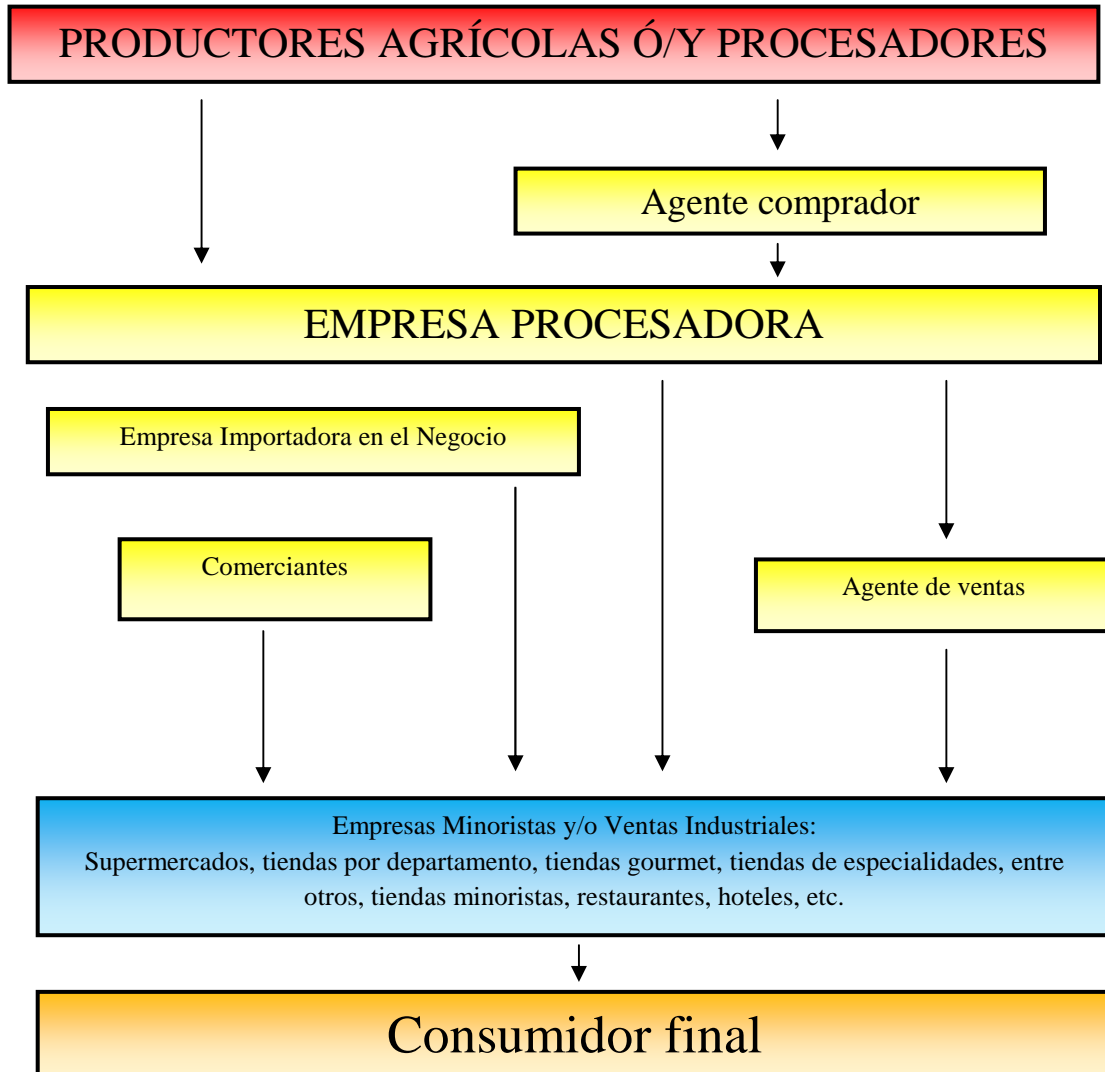 PRODUCTORES AGRÍCOLAS Ó/Y PROCESADORES
Agente comprador
EMPRESA PROCESADORA
Empresa Importadora en el Negocio
Comerciantes
Agente de ventas
Empresas Minoristas y/o Ventas Industriales:
Supermercados, tiendas por departamento, tiendas gourmet, tiendas de especialidades, entre
otros, tiendas minoristas, restaurantes, hoteles, etc.
Consumidor final